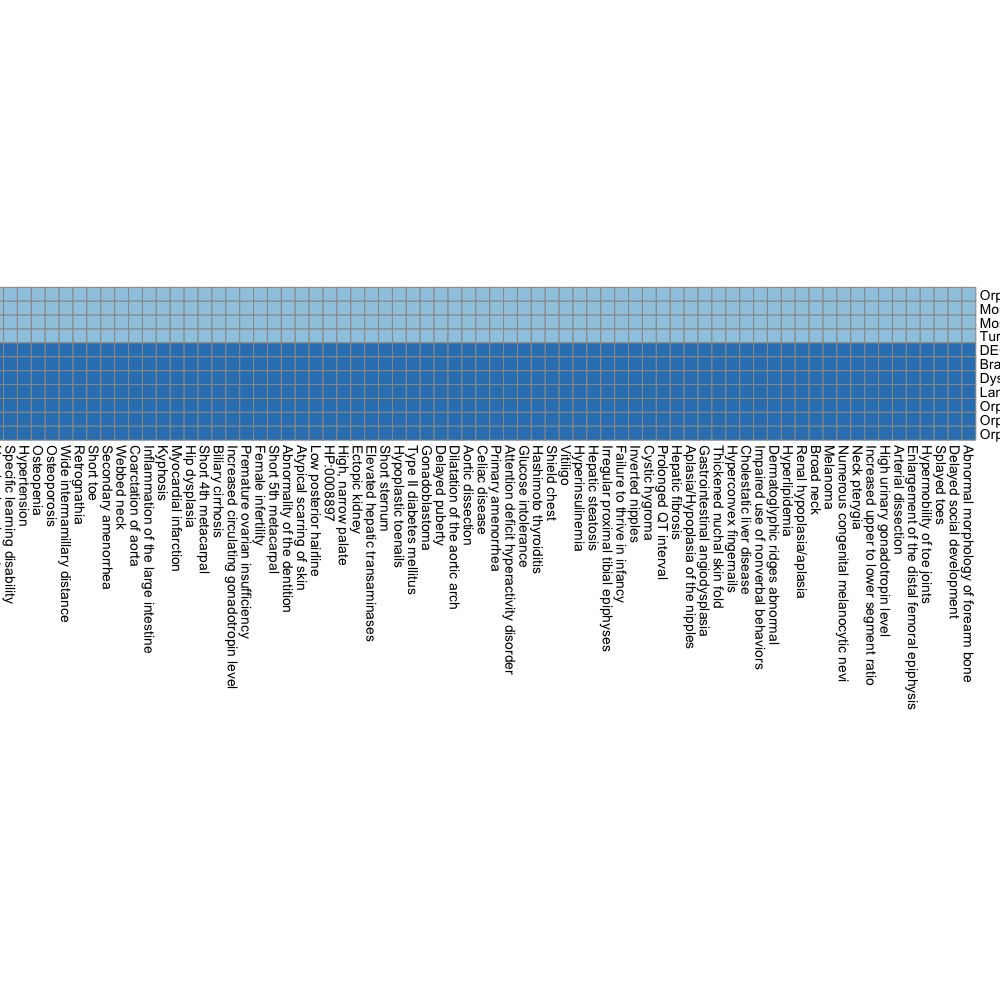 Orp
Mo
Mo
Tur
DE
Bra
Dys
Lar
Orp
Orp
Orp
Specific learning disability
Hypertension
Osteopenia
Osteoporosis
Wide intermamillary distance
Retrognathia
Short toe
Secondary amenorrhea
Webbed neck
Coarctation of aorta
Inflammation of the large intestine
Kyphosis
Myocardial infarction
Hip dysplasia
Short 4th metacarpal
Biliary cirrhosis
Increased circulating gonadotropin level
Premature ovarian insufficiency
Female infertility
Short 5th metacarpal
Abnormality of the dentition
Atypical scarring of skin
Low posterior hairline
HP:0008897
High, narrow palate
Ectopic kidney
Elevated hepatic transaminases
Short sternum
Hypoplastic toenails
Type II diabetes mellitus
Gonadoblastoma
Delayed puberty
Dilatation of the aortic arch
Aortic dissection
Celiac disease
Primary amenorrhea
Attention deficit hyperactivity disorder
Glucose intolerance
Hashimoto thyroiditis
Shield chest
Vitiligo
Hyperinsulinemia
Hepatic steatosis
Irregular proximal tibial epiphyses
Failure to thrive in infancy
Inverted nipples
Cystic hygroma
Prolonged QT interval
Hepatic fibrosis
Aplasia/Hypoplasia of the nipples
Gastrointestinal angiodysplasia
Thickened nuchal skin fold
Hyperconvex fingernails
Cholestatic liver disease
Impaired use of nonverbal behaviors
Dermatoglyphic ridges abnormal
Hyperlipidemia
Renal hypoplasia/aplasia
Broad neck
Melanoma
Numerous congenital melanocytic nevi
Neck pterygia
Increased upper to lower segment ratio
High urinary gonadotropin level
Arterial dissection
Enlargement of the distal femoral epiphysis
Hypermobility of toe joints
Splayed toes
Delayed social development
Abnormal morphology of forearm bone